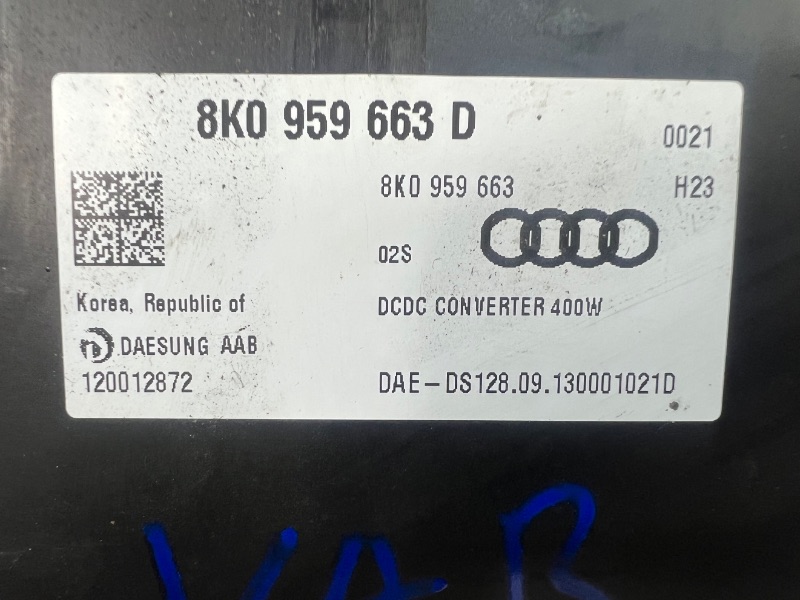 8K0 959 663 D
0021
8K0 959 663
H23
02S
Korea, Republic of
DCDC CONVERTER 400W
DAESUNG AAB
120012872
DAE-DS128.09.130001021D